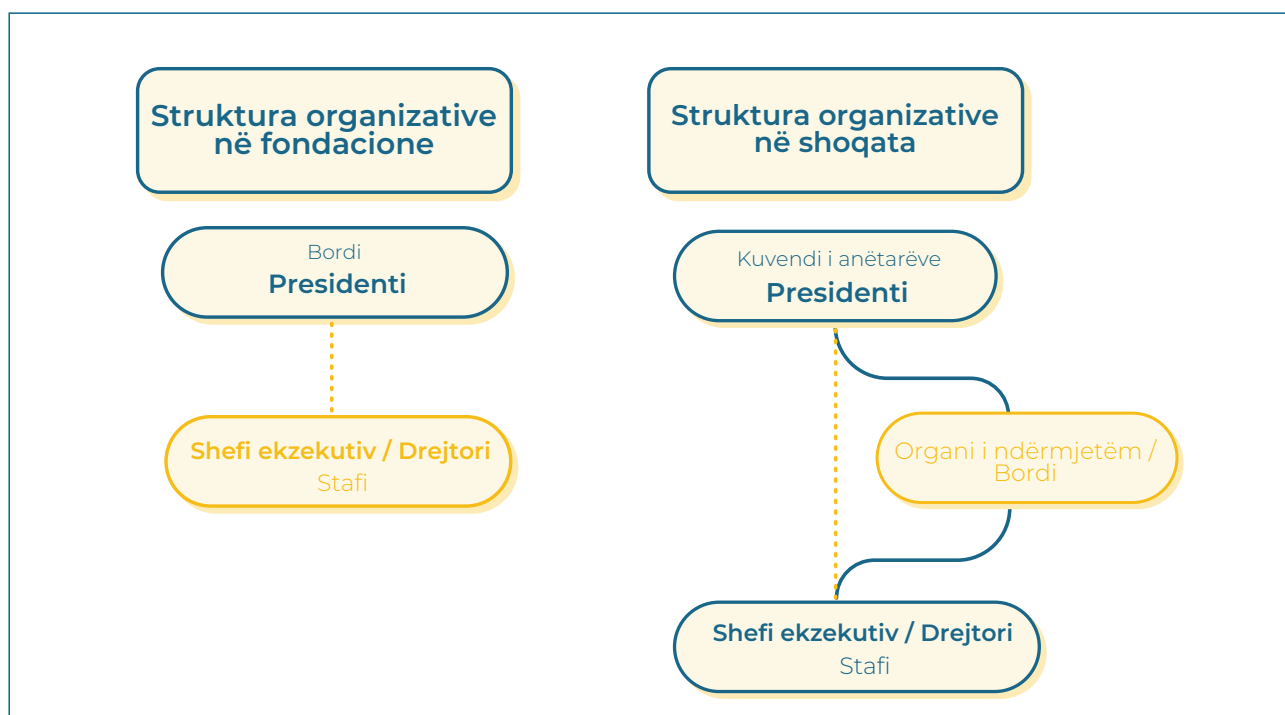 Struktura organizative
në fondacione
Bordi
Presidenti
Shefi ekzekutiv / Drejtori
Stafi
Struktura organizative
në shoqata
Kuvendi i anëtarëve
Presidenti
Organi i ndërmjetëm /
Bordi
Shefi ekzekutiv / Drejtori
Stafi